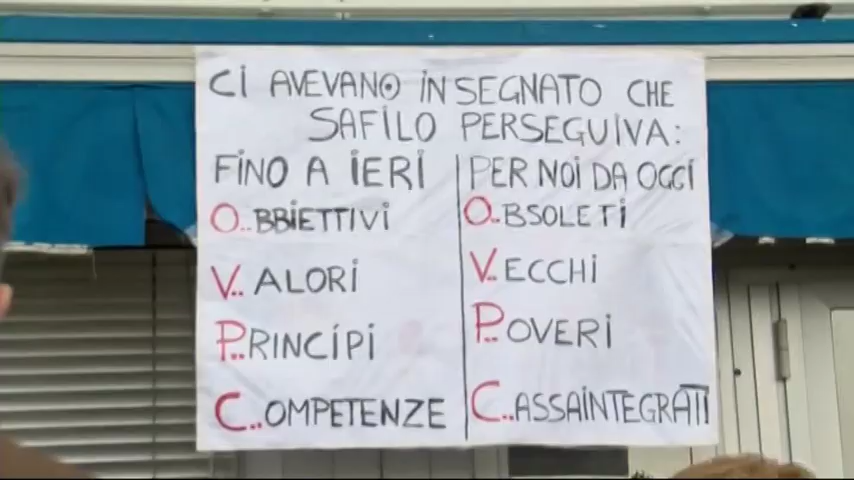 CI AVEVANO INSEGNATO CHE
SAFILO PERSEGUIVA:
FINO A IERI
O..BBIETTIVI
V.. ALORI
P..RINCIPI
C..OMPETENZE
PER NOI DA OGGI
O..BSOLETI
V..ECCHI
P..OVERI
C..ASSAINTEGRATI